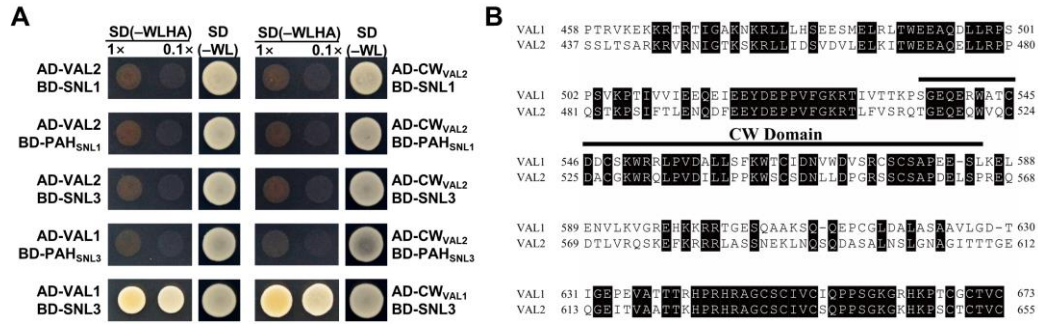 A
SD(–WLHA) SD (–WL) SD(–WLHA) SD (–WL)
1× 0.1× 1× 0.1×
AD-VAL2 AD-CWVAL2
BD-SNL1 BD-SNL1
AD-VAL2 AD-CWVAL2
BD-PAHSNL1 BD-PAHSNL1
AD-VAL2 AD-CWVAL2
BD-SNL3 BD-SNL3
AD-VAL1 AD-CWVAL2
BD-PAHSNL3 BD-PAHSNL3
AD-VAL1 AD-CWVAL1
BD-SNL3 BD-SNL3
B
VAL1 458 PTRVKEKKRTRTIGAKNKRLLLHSEESMELRLTWEEAQDLLRPS 501
VAL2 437 SSLTSARKRVRNIGTKSKRLLIDSVDVLELKITWEEAQELLRPP 480
VAL1 502 PSVKPTIVVIEEQEIEEYDEPPVFGKRTIVTTKPSGEQERWATC 545
VAL2 481 QSTKPSIFTLENQDFEEYDEPPVFGKRTLFVSRQTGEQEQWVQC 524
CW Domain
VAL1 546 DDCSKWRRLPVDALLSFKWTCIDNVWDVSRCSCSAPEE-SLKEL 588
VAL2 525 DACGKWRQLPVDILLPPKWSCSDNLLDPGRSSCSAPDELSPREQ 568
VAL1 589 ENVLKVGREHKKRRTGESQAAKSQ-QEPCGLDALASAAVLGD-T 630
VAL2 569 DTLVRQSKEFKRRRLASSNEKLNQSQDASALNSLGNAGITTTGE 612
VAL1 631 IGEPEVATTTRHPRHRAGCSCIVCIQPPSGKGRHKPTCGCTVC 673
VAL2 613 QGEITVAATTKHPRHRAGCSCIVCSQPPSGKGKHKPSCTCTVC 655